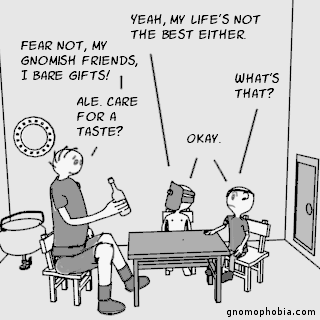 YEAH, MY LIFE'S NOT
THE BEST EITHER.
FEAR NOT, MY
GNOMISH FRIENDS,
I BARE GIFTS!
WHAT'S
THAT?
ALE. CARE
FOR A
TASTE?
OKAY.
gnomophobia.com